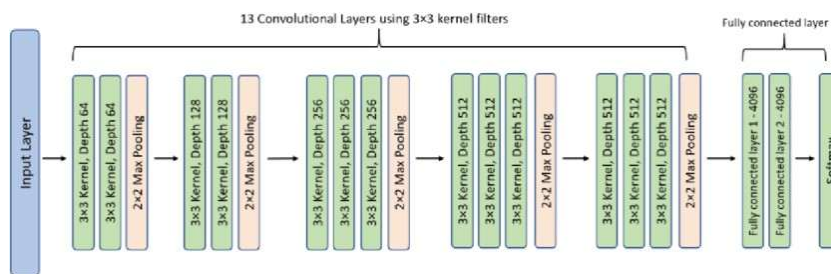 13 Convolutional Layers using 3×3 kernel filters
Fully connected layer
Input Layer
3×3 Kernel, Depth 64
3×3 Kernel, Depth 64
2×2 Max Pooling
3×3 Kernel, Depth 128
3×3 Kernel, Depth 128
2×2 Max Pooling
3×3 Kernel, Depth 256
3×3 Kernel, Depth 256
3×3 Kernel, Depth 256
2×2 Max Pooling
3×3 Kernel, Depth 512
3×3 Kernel, Depth 512
3×3 Kernel, Depth 512
2×2 Max Pooling
3×3 Kernel, Depth 512
3×3 Kernel, Depth 512
3×3 Kernel, Depth 512
2×2 Max Pooling
Fully connected layer 1 - 4096
Fully connected layer 2 - 4096